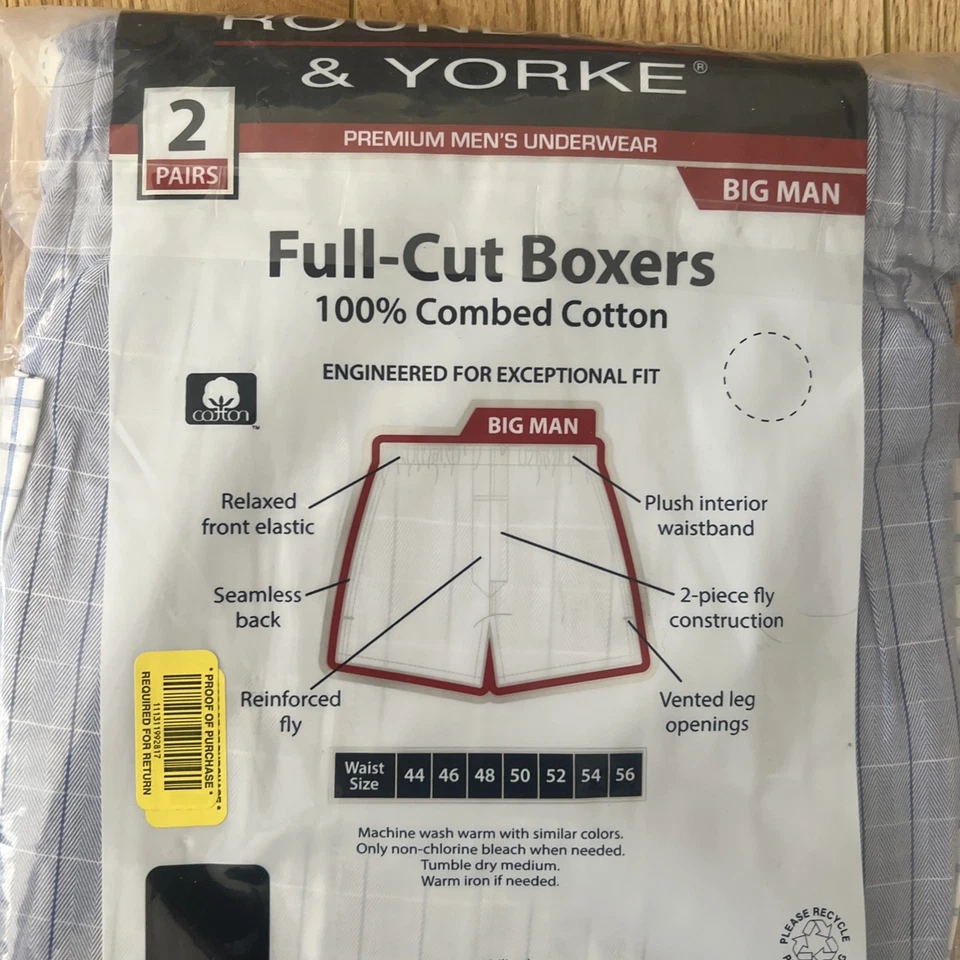 & YORKE®
2
PAIRS
PREMIUM MEN'S UNDERWEAR
BIG MAN
Full-Cut Boxers
100% Combed Cotton
ENGINEERED FOR EXCEPTIONAL FIT
cotton™
BIG MAN
Relaxed
front elastic
Plush interior
waistband
Seamless
back
2-piece fly
construction
Reinforced
fly
Vented leg
openings
* PROOF OF PURCHASE *
111311992817
REQUIRED FOR RETURN
Waist
Size
44 46 48 50 52 54 56
Machine wash warm with similar colors.
Only non-chlorine bleach when needed.
Tumble dry medium.
Warm iron if needed.
PLEASE RECYCLE